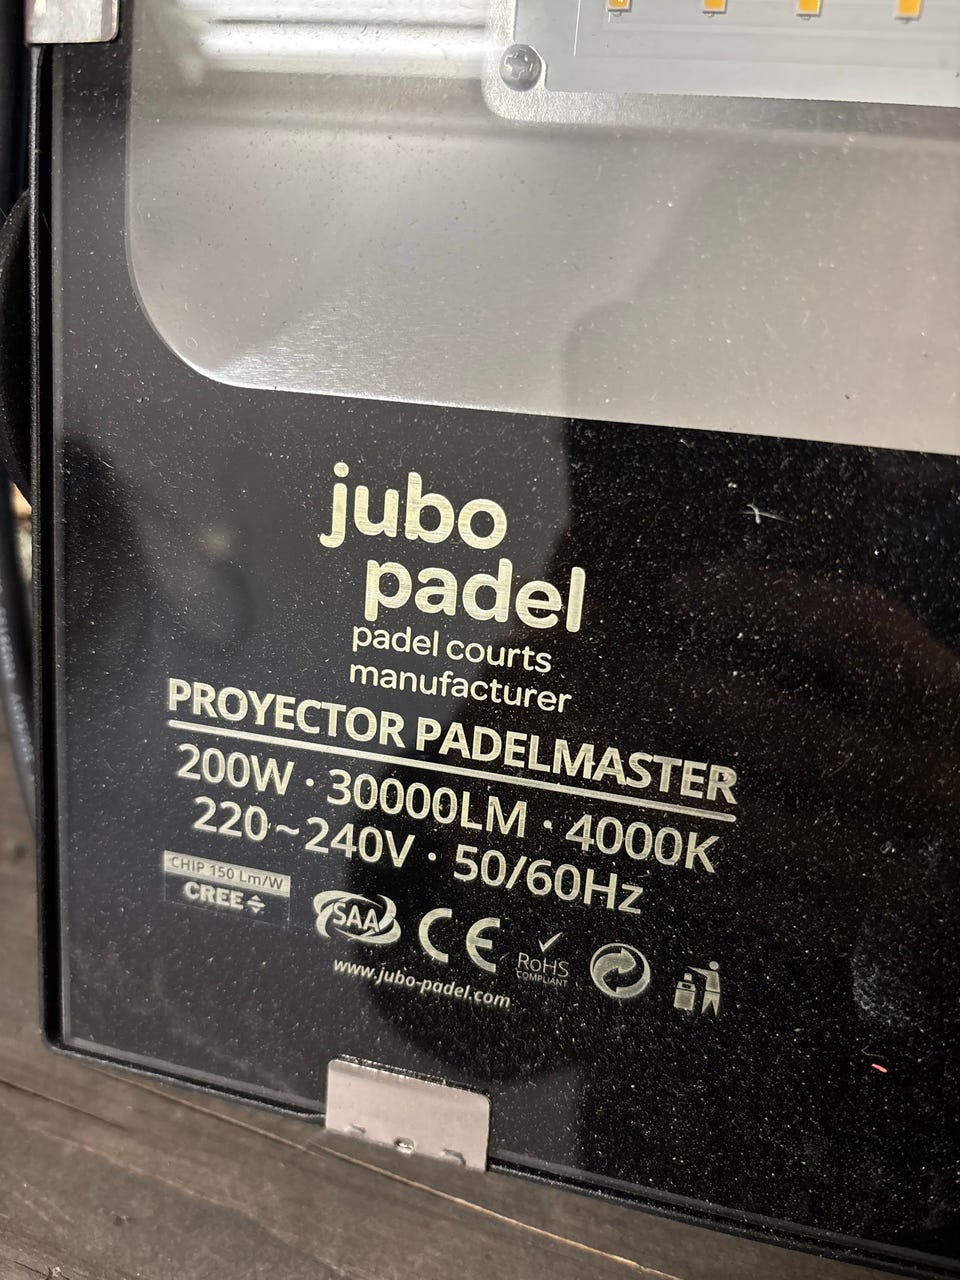 jubo
padel
padel courts
manufacturer
PROYECTOR PADELMASTER
200W · 30000LM · 4000K
220~240V · 50/60Hz
CHIP 150 Lm/W
CREE
SAA
CE
RoHS
COMPLIANT
www.jubo-padel.com